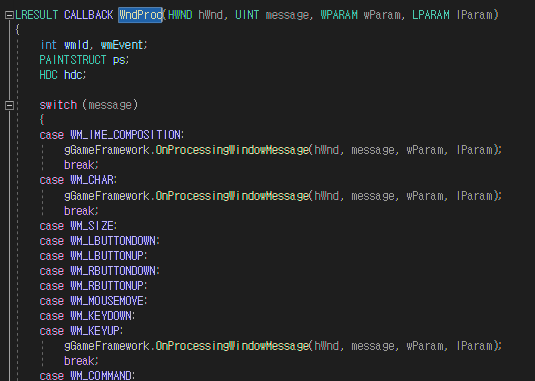 LRESULT CALLBACK WndProc(HWND hWnd, UINT message, WPARAM wParam, LPARAM lParam)
{
int wmId, wmEvent;
PAINTSTRUCT ps;
HDC hdc;
switch (message)
{
case WM_IME_COMPOSITION:
gGameFramework.OnProcessingWindowMessage(hWnd, message, wParam, lParam);
break;
case WM_CHAR:
gGameFramework.OnProcessingWindowMessage(hWnd, message, wParam, lParam);
break;
case WM_SIZE:
case WM_LBUTTONDOWN:
case WM_LBUTTONUP:
case WM_RBUTTONDOWN:
case WM_RBUTTONUP:
case WM_MOUSEMOVE:
case WM_KEYDOWN:
case WM_KEYUP:
gGameFramework.OnProcessingWindowMessage(hWnd, message, wParam, lParam);
break;
case WM_COMMAND: